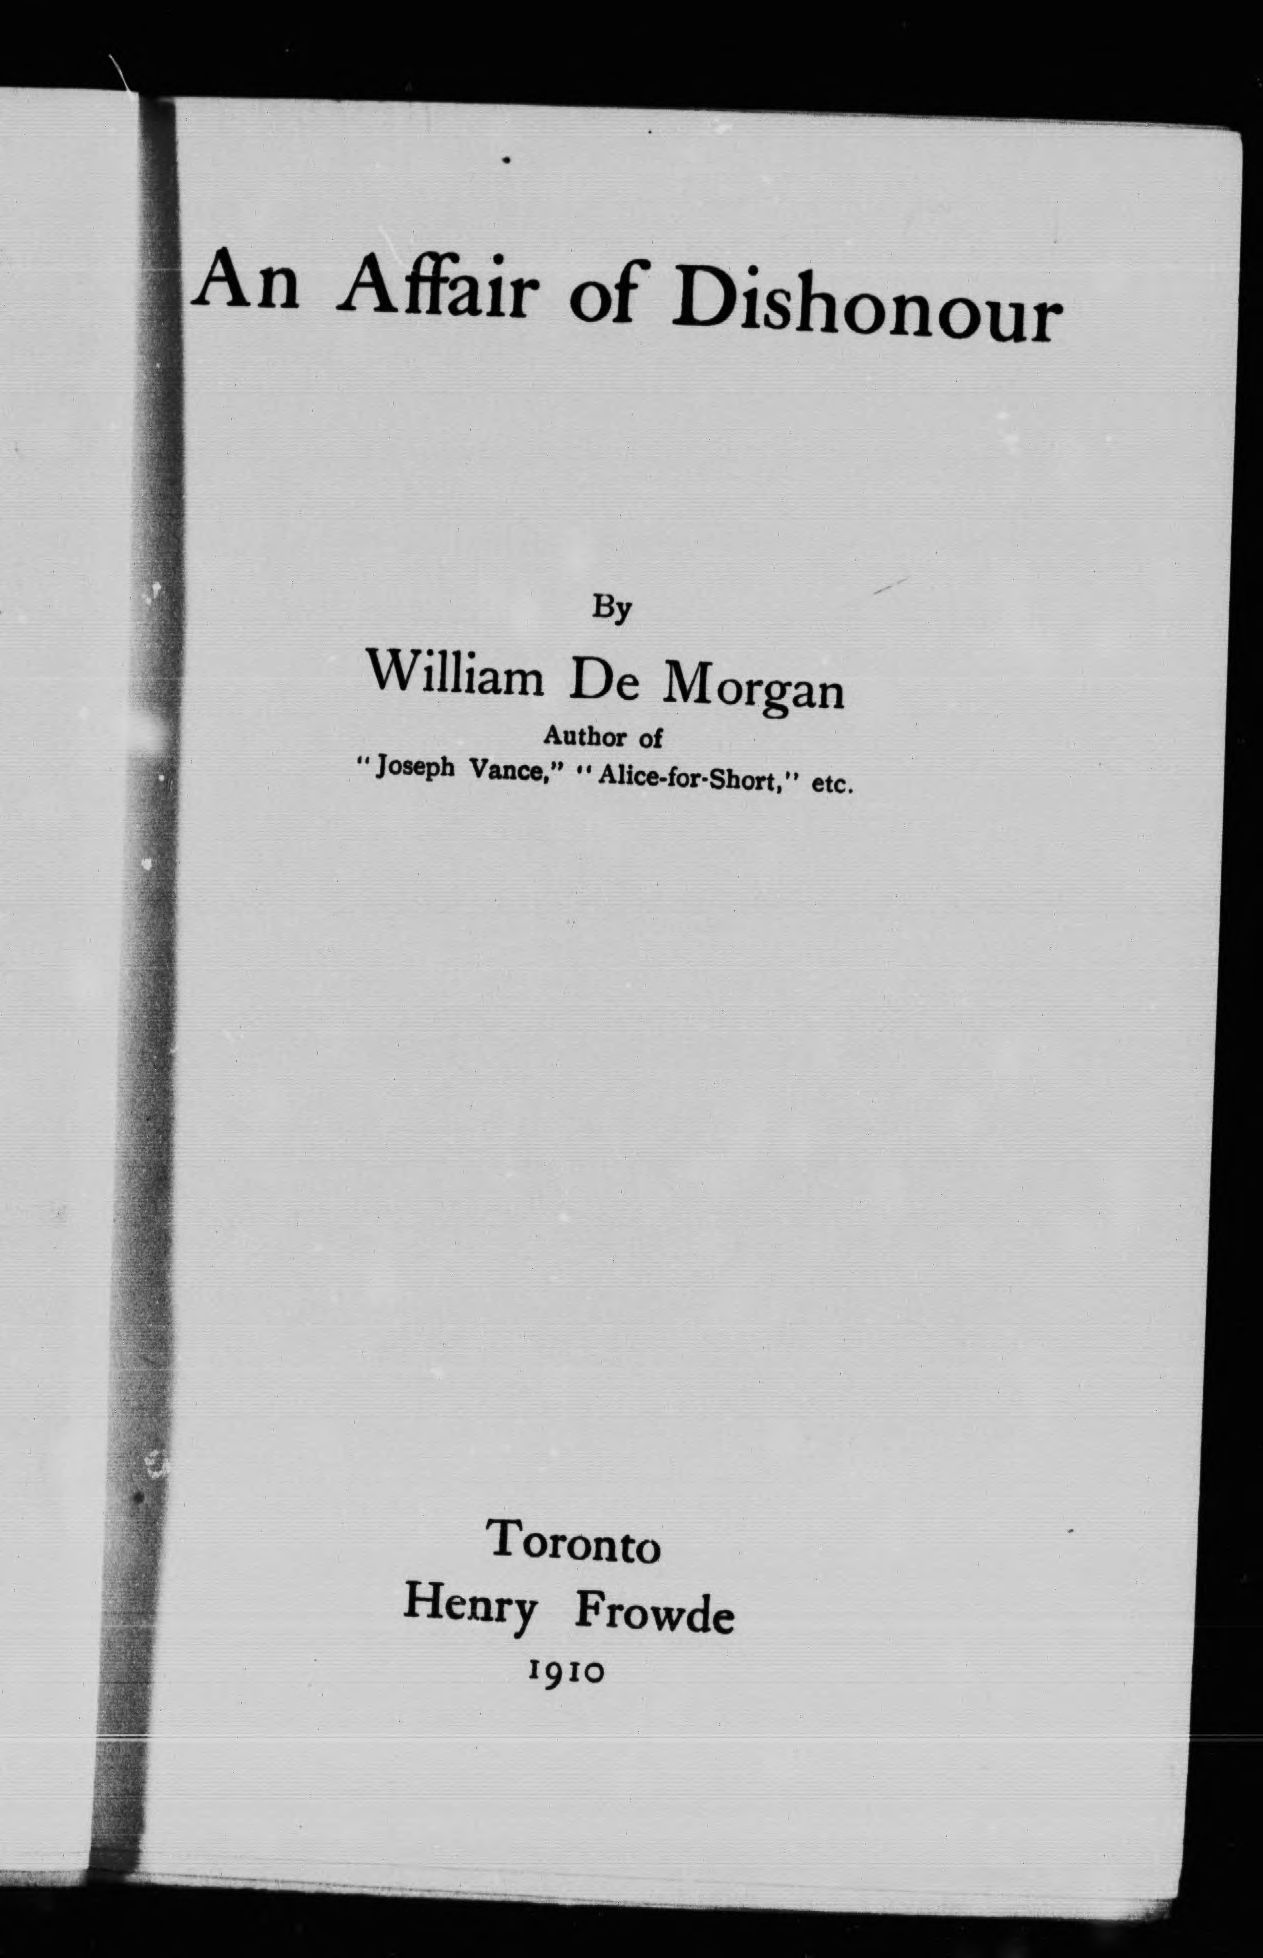 An Affair of Dishonour
By
William De Morgan
Author of
"Joseph Vance," "Alice-for-Short," etc.
Toronto
Henry Frowde
1910